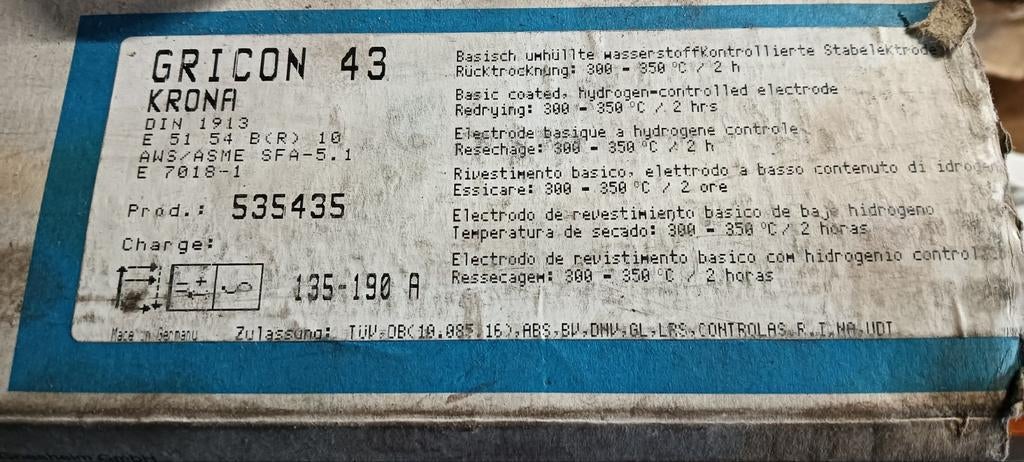 GRICON 43
KRONA
DIN 1913
E 51 54 B(R) 10
AWS/ASME SFA-5.1
E 7018-1
Prod.: 535435
Charge:
135-190 A
Made in Germany
Basisch umhüllte wasserstoffkontrollierte Stabelektrode
Rücktrocknung: 300 - 350 °C / 2 h
Basic coated, hydrogen-controlled electrode
Redrying: 300 - 350 °C / 2 hrs
Electrode basique a hydrogene controle
Resechage: 300 - 350 °C / 2 h
Rivestimento basico, elettrodo a basso contenuto di idrogen
Essicare: 300 - 350 °C / 2 ore
Electrodo de revestimiento basico de bajo hidrogeno
Temperatura de secado: 300 - 350 °C / 2 horas
Electrodo de revistimento basico com hidrogenio control
Ressecagem: 300 - 350 °C / 2 horas
Zulassung: TÜV,DB(10.085.16),ABS,BV,DNV,GL,LRS,CONTROLAS,R.I.NA,UDT
GmbH